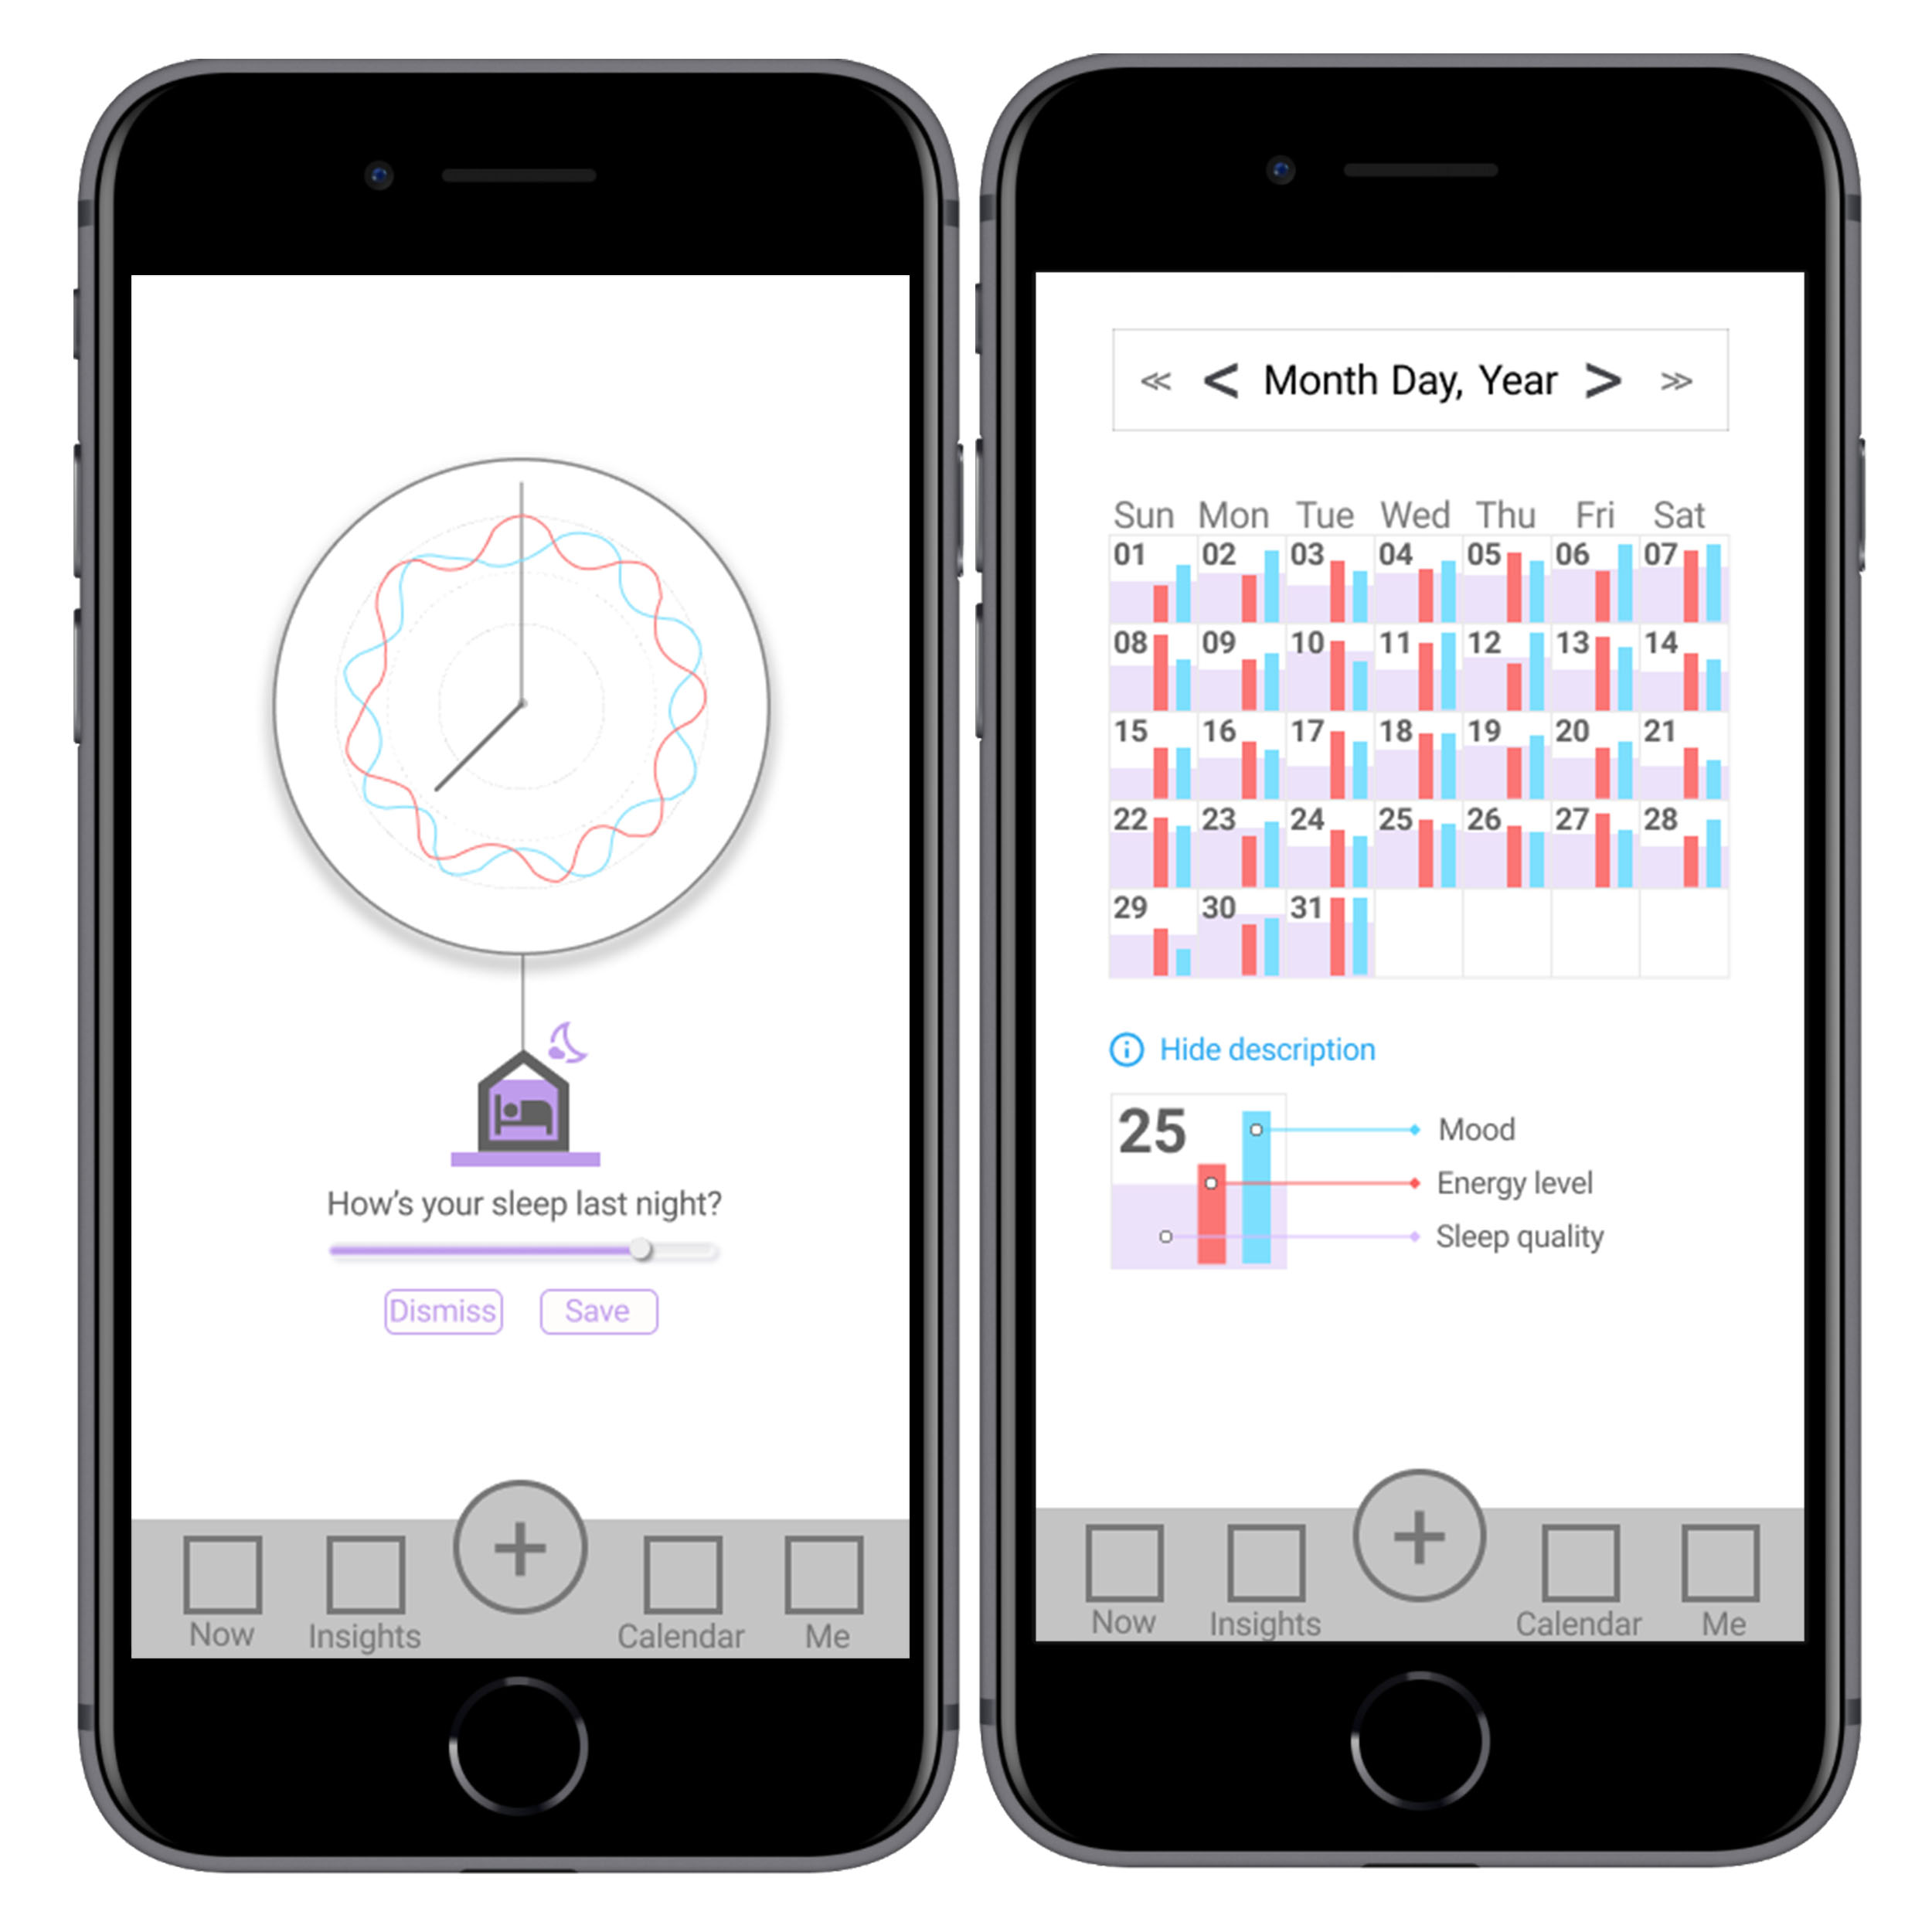 How's your sleep last night?
Dismiss Save
+
Now Insights Calendar Me
≪ < Month Day, Year > ≫
Sun Mon Tue Wed Thu Fri Sat
01 02 03 04 05 06 07
08 09 10 11 12 13 14
15 16 17 18 19 20 21
22 23 24 25 26 27 28
29 30 31
Hide description
25
Mood
Energy level
Sleep quality
+
Now Insights Calendar Me